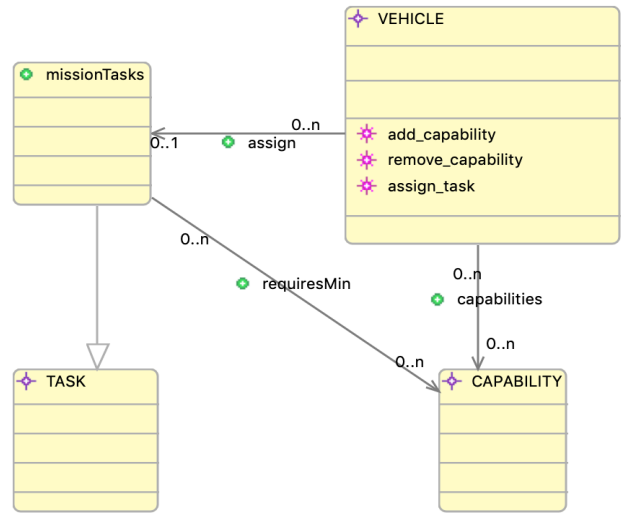 VEHICLE
missionTasks
0..n
0..1
assign
add_capability
remove_capability
assign_task
0..n
requiresMin
0..n
capabilities
0..n
0..n
TASK
CAPABILITY